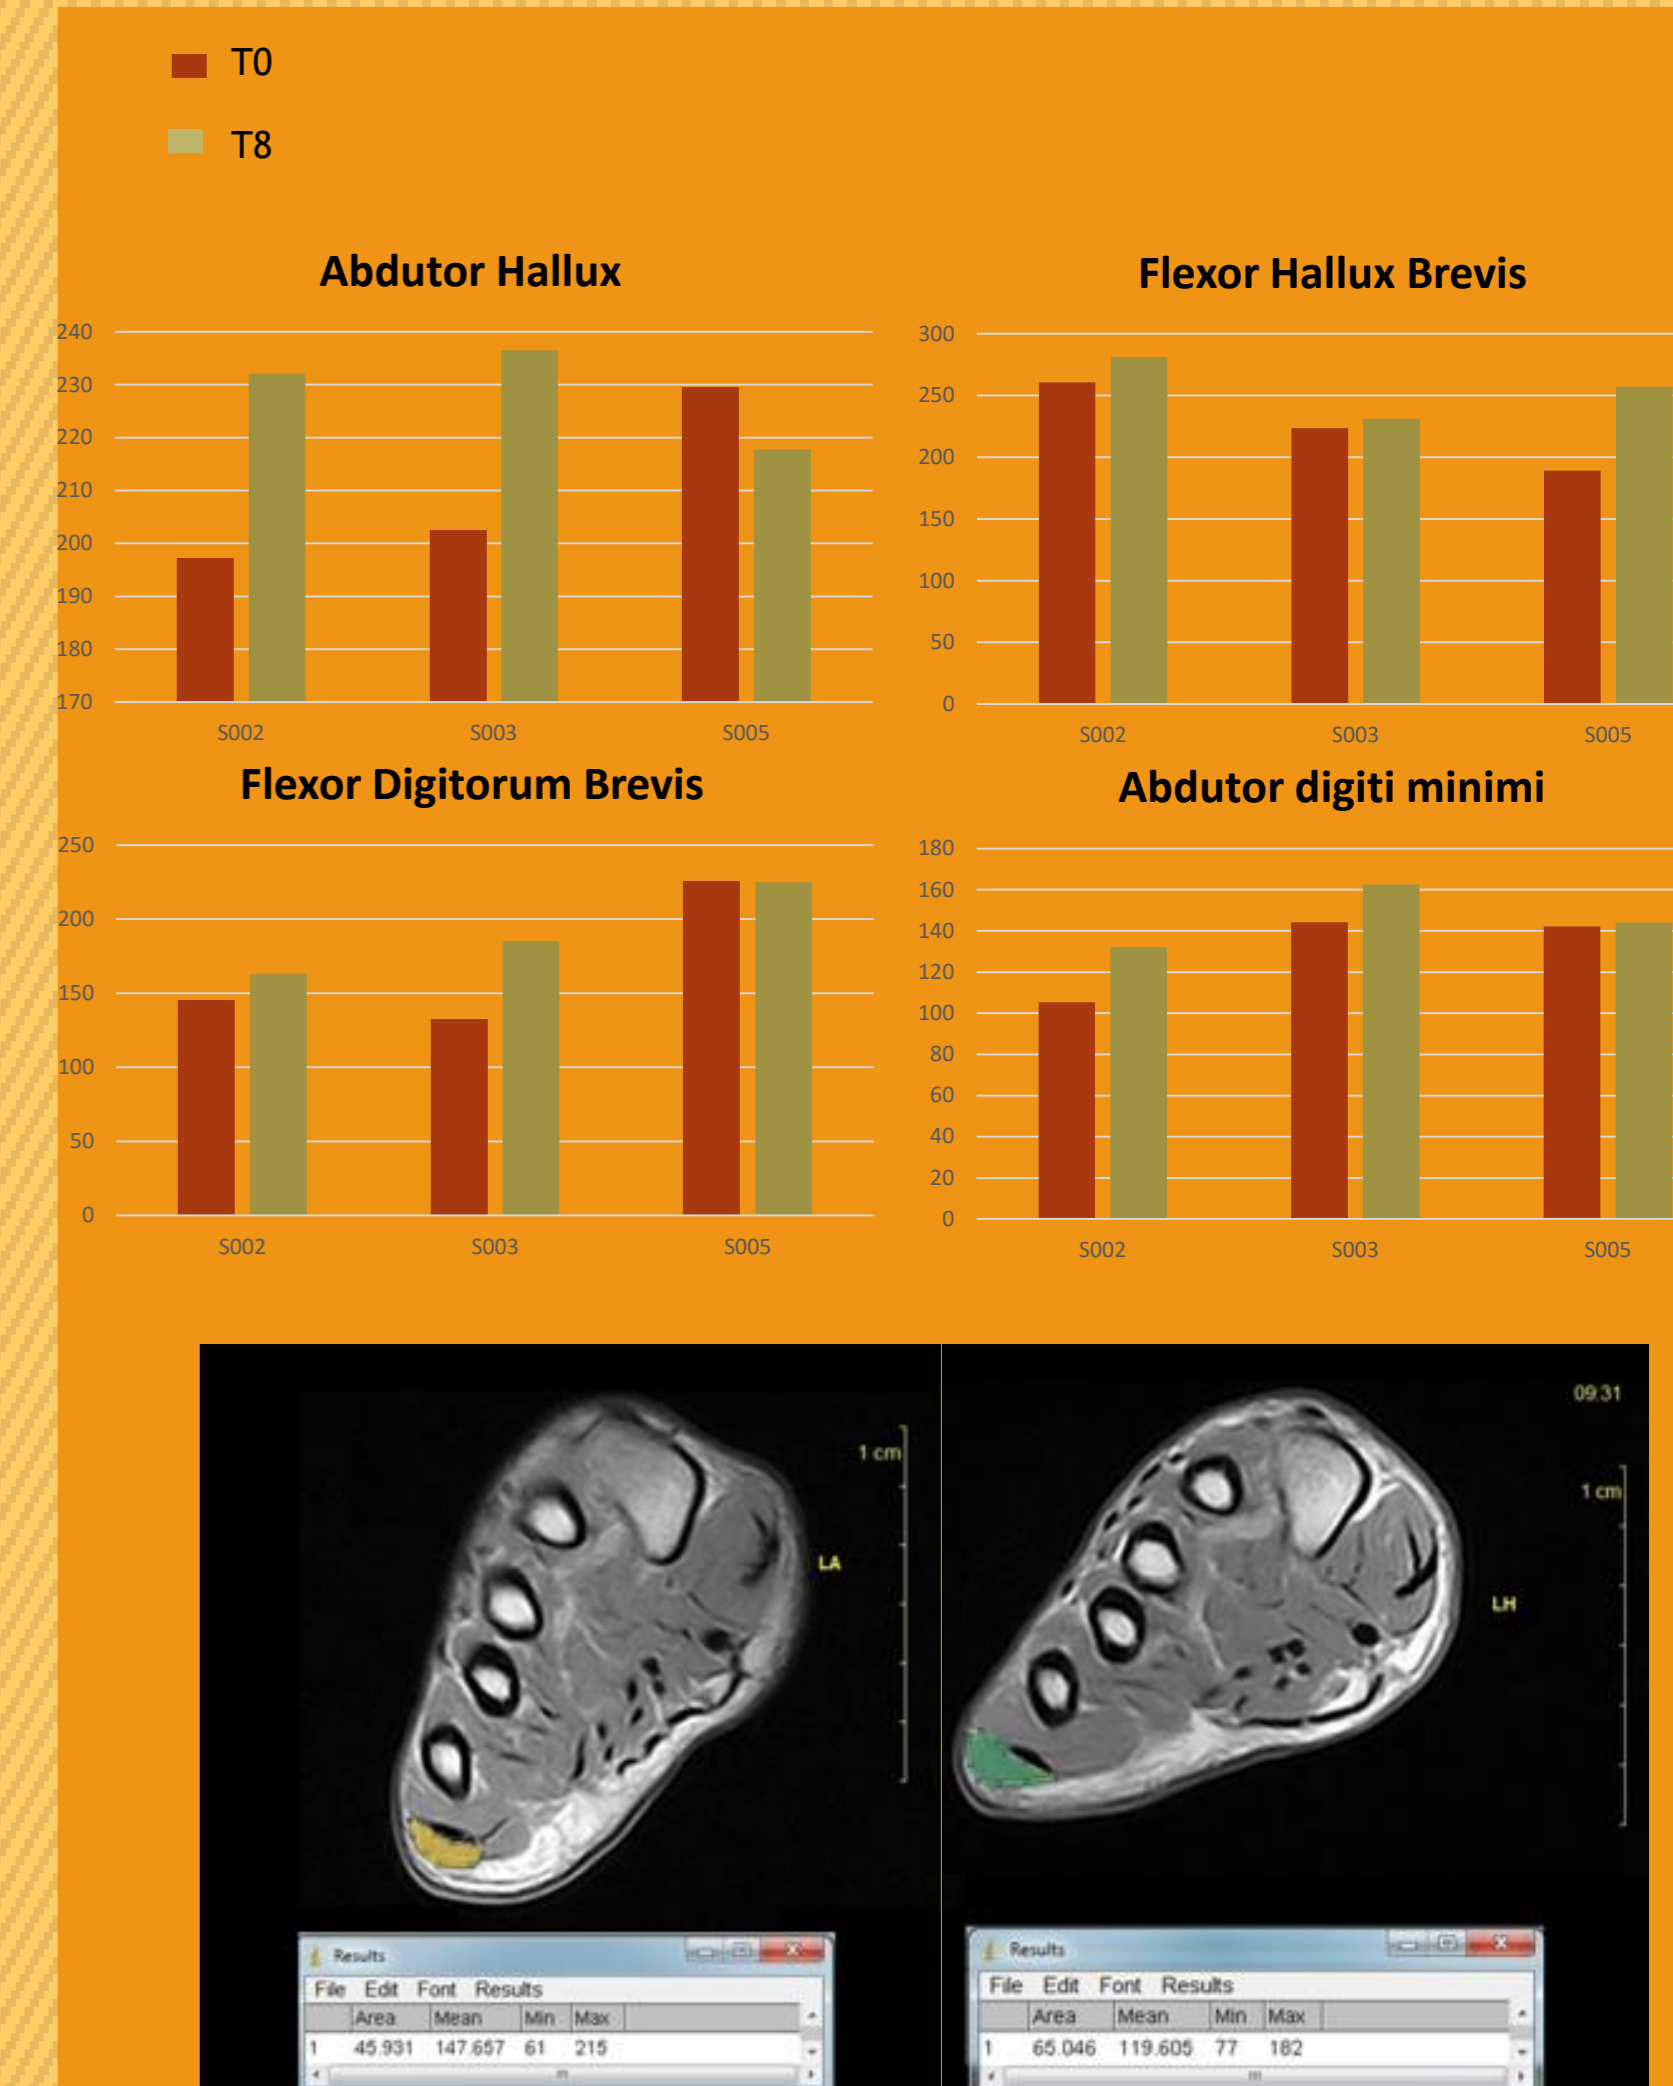 T0
T8
Abdutor Hallux
240
230
220
210
200
190
180
170
S002 S003 S005
Flexor Hallux Brevis
300
250
200
150
100
50
0
S002 S003 S005
Flexor Digitorum Brevis
250
200
150
100
50
0
S002 S003 S005
Abdutor digiti minimi
180
160
140
120
100
80
60
40
20
0
S002 S003 S005
1 cm
LA
09:31
1 cm
LH
Results
File Edit Font Results
Area Mean Min Max
1 45.931 147.657 61 215
Results
File Edit Font Results
Area Mean Min Max
1 65.046 119.605 77 182